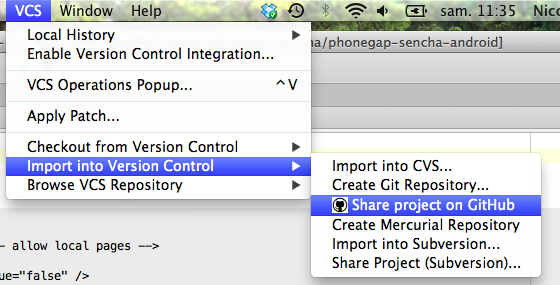 VCS Window Help sam. 11:35 Nico
Local History
na/phonegap-sencha-android]
Enable Version Control Integration...
VCS Operations Popup... ^V
Apply Patch...
Checkout from Version Control
Import into Version Control
Import into CVS...
Browse VCS Repository
Create Git Repository...
Share project on GitHub
Create Mercurial Repository
- allow local pages -->
Import into Subversion...
Share Project (Subversion)...
ue="false" />